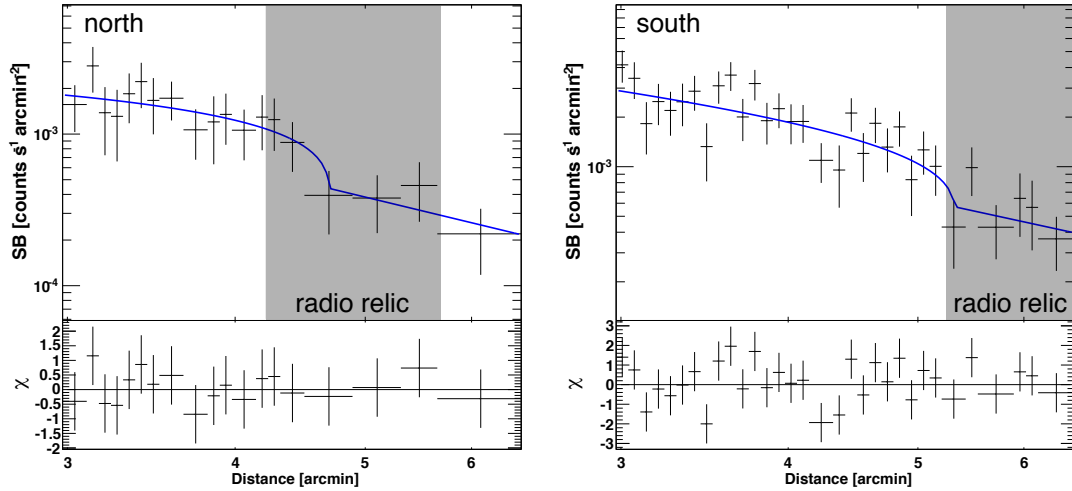 north
SB [counts s⁻¹ arcmin⁻²]
10⁻³
10⁻⁴
radio relic
χ
2
1.5
1
0.5
0
-0.5
-1
-1.5
-2
3
4
5
6
Distance [arcmin]
south
SB [counts s⁻¹ arcmin⁻²]
10⁻³
radio relic
χ
3
2
1
0
-1
-2
-3
3
4
5
6
Distance [arcmin]